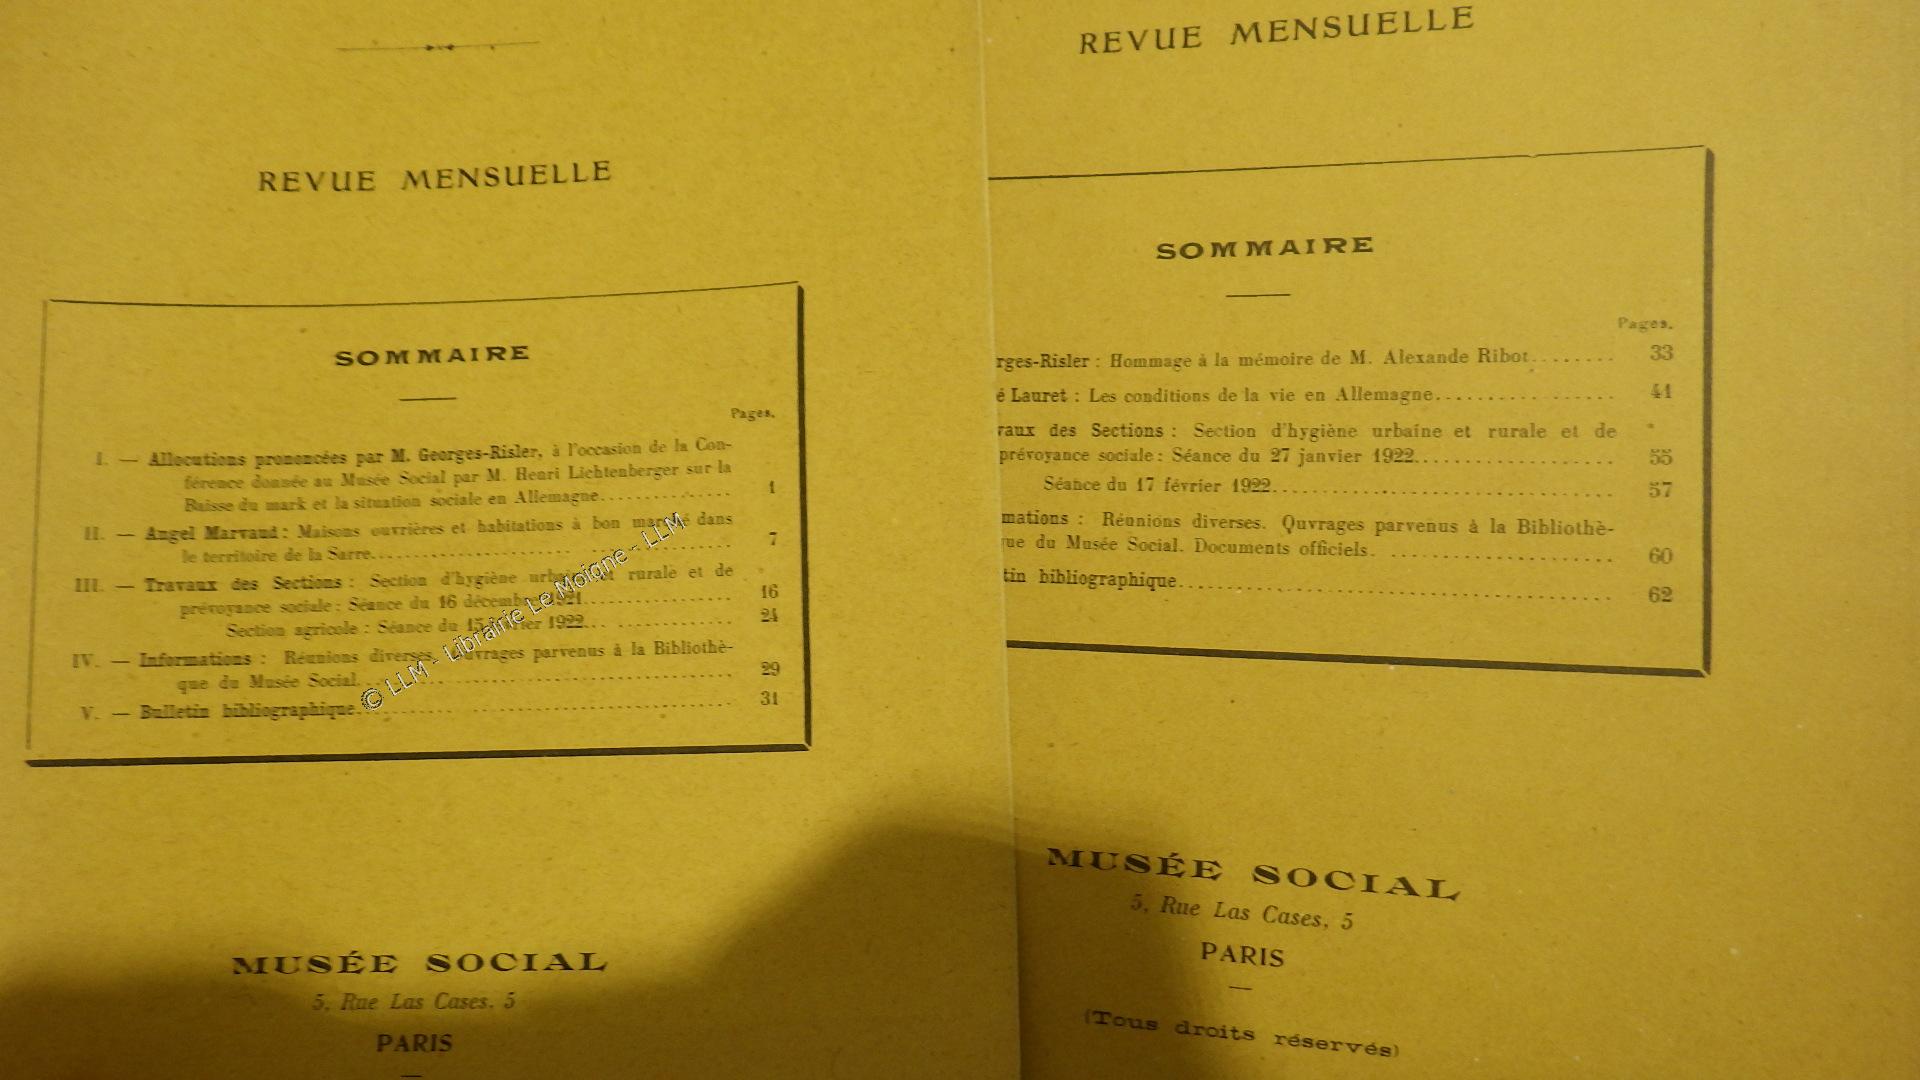 REVUE MENSUELLE
SOMMAIRE
Pages.
I. — Allocutions prononcées par M. Georges-Risler, à l'occasion de la Con-
férence donnée au Musée Social par M. Henri Lichtenberger sur la
Baisse du mark et la situation sociale en Allemagne............... 1
II. — Angel Marvaud : Maisons ouvrières et habitations à bon marché dans
le territoire de la Sarre............... 7
III. — Travaux des Sections : Section d'hygiène urbaine et rurale et de
prévoyance sociale : Séance du 16 décembre 1921............... 16
Section agricole : Séance du 15 février 1922............... 24
IV. — Informations : Réunions diverses. Ouvrages parvenus à la Bibliothè-
que du Musée Social............... 29
V. — Bulletin bibliographique............... 31
© LLM - Librairie Le Moigne - LLM
MUSÉE SOCIAL
5, Rue Las Cases, 5
PARIS
REVUE MENSUELLE
SOMMAIRE
Pages.
rges-Risler : Hommage à la mémoire de M. Alexande Ribot........ 33
é Lauret : Les conditions de la vie en Allemagne............... 41
raux des Sections : Section d'hygiène urbaine et rurale et de
prévoyance sociale : Séance du 27 janvier 1922............... 55
Séance du 17 février 1922............... 57
mations : Réunions diverses. Ouvrages parvenus à la Bibliothè-
que du Musée Social. Documents officiels. ............... 60
tin bibliographique............... 62
MUSÉE SOCIAL
5, Rue Las Cases, 5
PARIS
(Tous droits réservés)